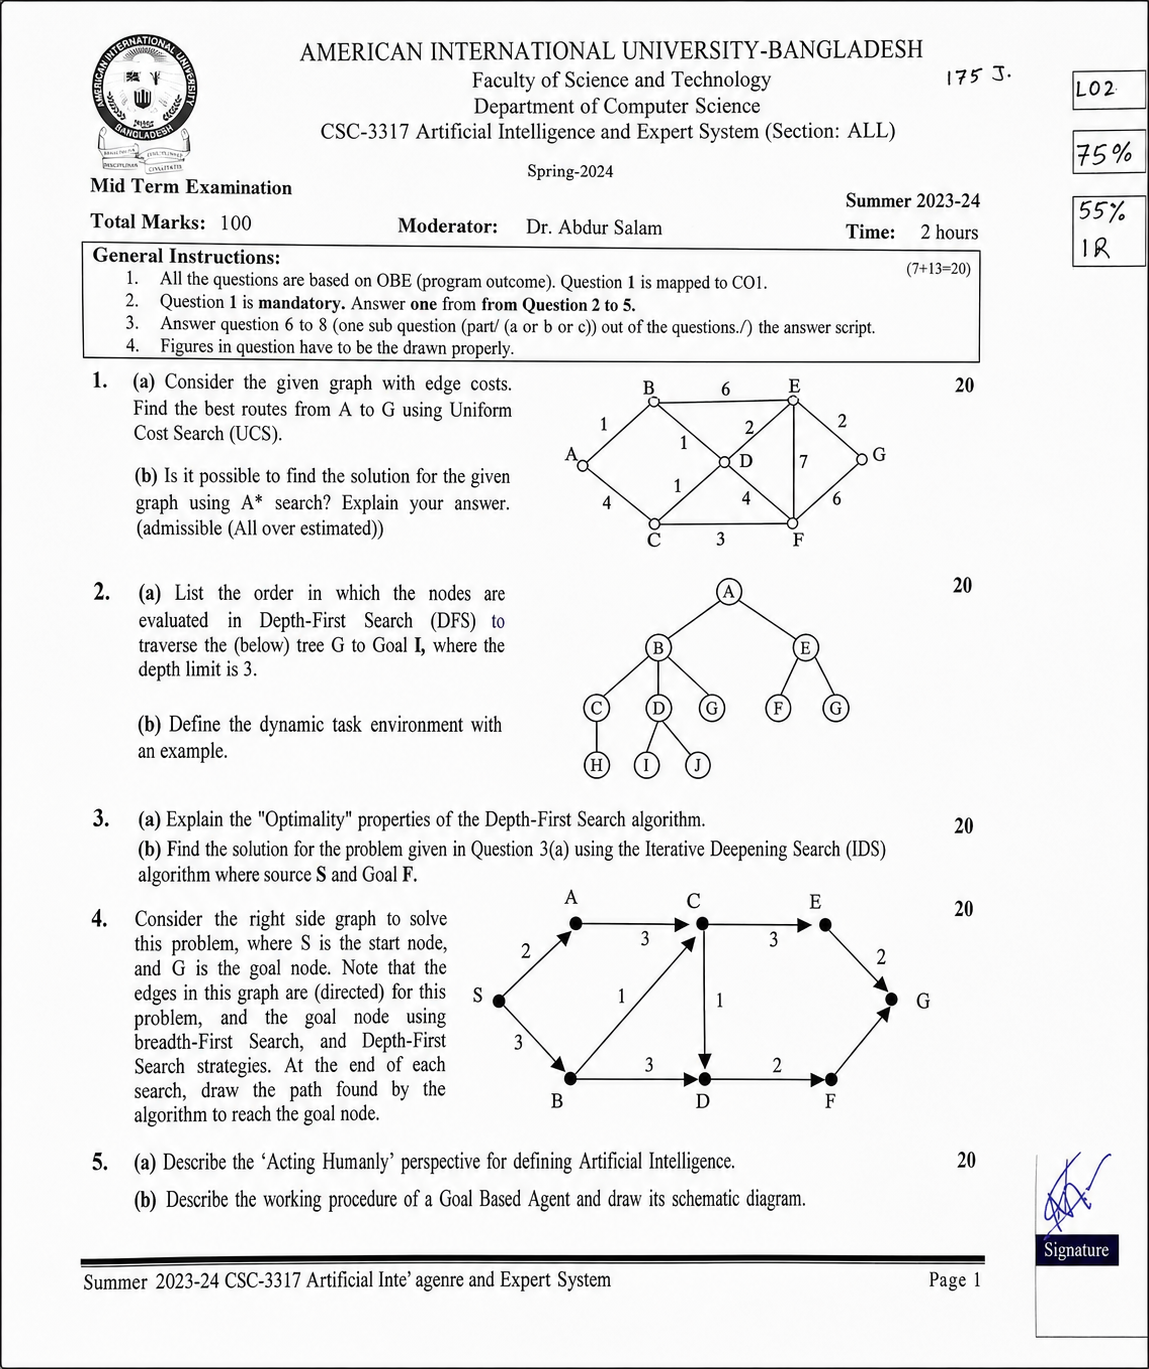 AMERICAN INTERNATIONAL UNIVERSITY
BANGLADESH
AMERICAN INTERNATIONAL UNIVERSITY-BANGLADESH
Faculty of Science and Technology
Department of Computer Science
CSC-3317 Artificial Intelligence and Expert System (Section: ALL)
175 J.
LO2
75%
55%
1R
Spring-2024
Mid Term Examination
Summer 2023-24
Total Marks: 100 Moderator: Dr. Abdur Salam Time: 2 hours
General Instructions: (7+13=20)
1. All the questions are based on OBE (program outcome). Question 1 is mapped to CO1.
2. Question 1 is mandatory. Answer one from from Question 2 to 5.
3. Answer question 6 to 8 (one sub question (part/ (a or b or c)) out of the questions./) the answer script.
4. Figures in question have to be the drawn properly.
1. (a) Consider the given graph with edge costs. 20
Find the best routes from A to G using Uniform
Cost Search (UCS).
(b) Is it possible to find the solution for the given
graph using A* search? Explain your answer.
(admissible (All over estimated))
B 6 E
1 1 2 2
A D 7 G
4 1 4 6
C 3 F
2. (a) List the order in which the nodes are 20
evaluated in Depth-First Search (DFS) to
traverse the (below) tree G to Goal I, where the
depth limit is 3.
(b) Define the dynamic task environment with
an example.
A
B E
C D G F G
H I J
3. (a) Explain the "Optimality" properties of the Depth-First Search algorithm. 20
(b) Find the solution for the problem given in Question 3(a) using the Iterative Deepening Search (IDS)
algorithm where source S and Goal F.
4. Consider the right side graph to solve 20
this problem, where S is the start node,
and G is the goal node. Note that the
edges in this graph are (directed) for this
problem, and the goal node using
breadth-First Search, and Depth-First
Search strategies. At the end of each
search, draw the path found by the
algorithm to reach the goal node.
A C E
2 3 3 2
S 1 1 G
3 3 2
B D F
5. (a) Describe the ‘Acting Humanly’ perspective for defining Artificial Intelligence. 20
(b) Describe the working procedure of a Goal Based Agent and draw its schematic diagram.
Signature
Summer 2023-24 CSC-3317 Artificial Inte’ agenre and Expert System Page 1